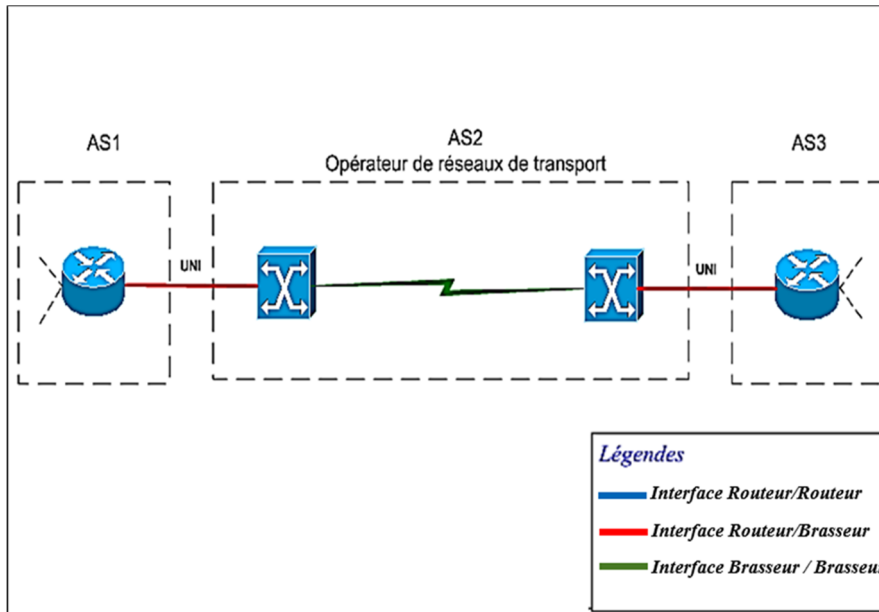 AS1
AS2
Opérateur de réseaux de transport
AS3
UNI
UNI
Légendes
Interface Routeur/Routeur
Interface Routeur/Brasseur
Interface Brasseur / Brasseur